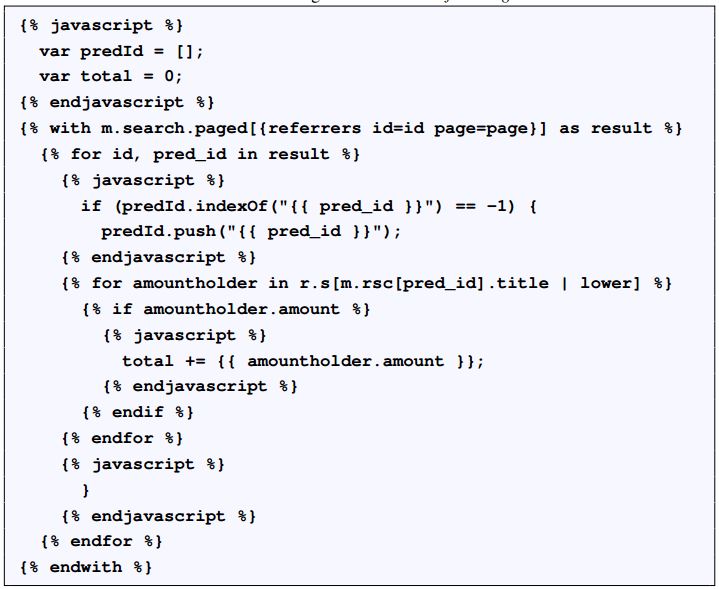 {% javascript %}
var predId = [];
var total = 0;
{% endjavascript %}
{% with m.search.paged[{referrers id=id page=page}] as result %}
{% for id, pred_id in result %}
{% javascript %}
if (predId.indexOf("{{ pred_id }}") == -1) {
predId.push("{{ pred_id }}");
{% endjavascript %}
{% for amountholder in r.s[m.rsc[pred_id].title | lower] %}
{% if amountholder.amount %}
{% javascript %}
total += {{ amountholder.amount }};
{% endjavascript %}
{% endif %}
{% endfor %}
{% javascript %}
}
{% endjavascript %}
{% endfor %}
{% endwith %}